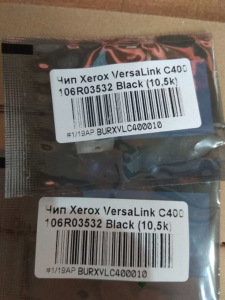 Чип Xerox VersaLink C400
106R03532 Black (10,5k)
#1/19AP BURXVLC400010
Чип Xerox VersaLink C400
106R03532 Black (10,5k)
#1/19AP BURXVLC400010